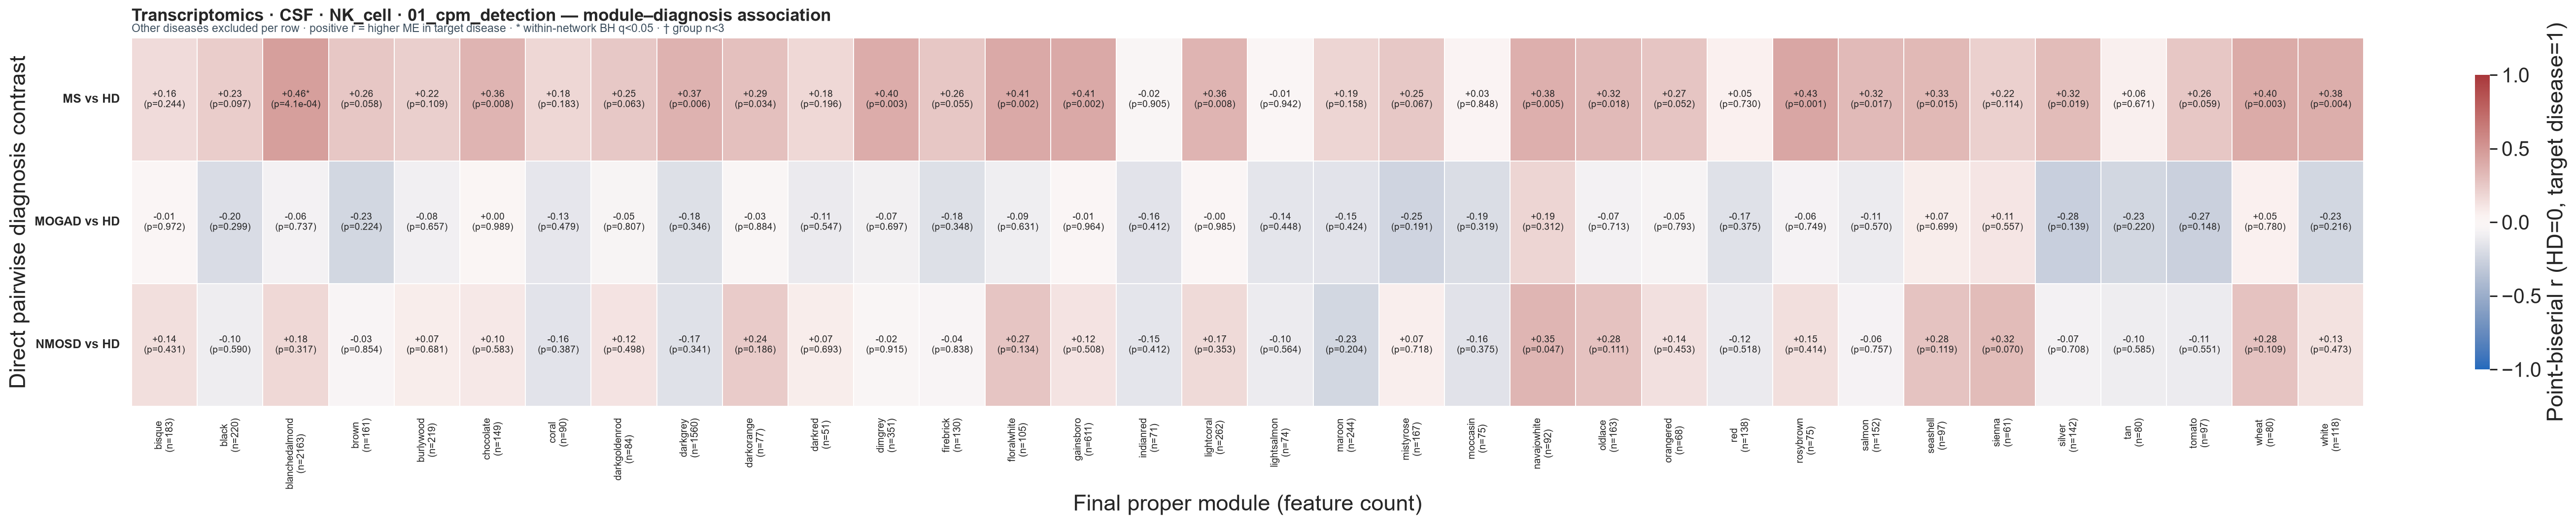 Transcriptomics · CSF · NK_cell · 01_cpm_detection — module–diagnosis association
Other diseases excluded per row · positive r = higher ME in target disease · * within-network BH q<0.05 · † group n<3
Direct pairwise diagnosis contrast
MS vs HD
+0.16 (p=0.244)
+0.23 (p=0.097)
+0.46* (p=4.1e-04)
+0.26 (p=0.058)
+0.22 (p=0.109)
+0.36 (p=0.008)
+0.18 (p=0.183)
+0.25 (p=0.063)
+0.37 (p=0.006)
+0.29 (p=0.034)
+0.18 (p=0.196)
+0.40 (p=0.003)
+0.26 (p=0.055)
+0.41 (p=0.002)
+0.41 (p=0.002)
-0.02 (p=0.905)
+0.36 (p=0.008)
-0.01 (p=0.942)
+0.19 (p=0.158)
+0.25 (p=0.067)
+0.03 (p=0.848)
+0.38 (p=0.005)
+0.32 (p=0.018)
+0.27 (p=0.052)
+0.05 (p=0.730)
+0.43 (p=0.001)
+0.32 (p=0.017)
+0.33 (p=0.015)
+0.22 (p=0.114)
+0.32 (p=0.019)
+0.06 (p=0.671)
+0.26 (p=0.059)
+0.40 (p=0.003)
+0.38 (p=0.004)
MOGAD vs HD
-0.01 (p=0.972)
-0.20 (p=0.299)
-0.06 (p=0.737)
-0.23 (p=0.224)
-0.08 (p=0.657)
+0.00 (p=0.989)
-0.13 (p=0.479)
-0.05 (p=0.807)
-0.18 (p=0.346)
-0.03 (p=0.884)
-0.11 (p=0.547)
-0.07 (p=0.697)
-0.18 (p=0.348)
-0.09 (p=0.631)
-0.01 (p=0.964)
-0.16 (p=0.412)
-0.00 (p=0.985)
-0.14 (p=0.448)
-0.15 (p=0.424)
-0.25 (p=0.191)
-0.19 (p=0.319)
+0.19 (p=0.312)
-0.07 (p=0.713)
-0.05 (p=0.793)
-0.17 (p=0.375)
-0.06 (p=0.749)
-0.11 (p=0.570)
+0.07 (p=0.699)
+0.11 (p=0.557)
-0.28 (p=0.139)
-0.23 (p=0.220)
-0.27 (p=0.148)
+0.05 (p=0.780)
-0.23 (p=0.216)
NMOSD vs HD
+0.14 (p=0.431)
-0.10 (p=0.590)
+0.18 (p=0.317)
-0.03 (p=0.854)
+0.07 (p=0.681)
+0.10 (p=0.583)
-0.16 (p=0.387)
+0.12 (p=0.498)
-0.17 (p=0.341)
+0.24 (p=0.186)
+0.07 (p=0.693)
-0.02 (p=0.915)
-0.04 (p=0.838)
+0.27 (p=0.134)
+0.12 (p=0.508)
-0.15 (p=0.412)
+0.17 (p=0.353)
-0.10 (p=0.564)
-0.23 (p=0.204)
+0.07 (p=0.718)
-0.16 (p=0.375)
+0.35 (p=0.047)
+0.28 (p=0.111)
+0.14 (p=0.453)
-0.12 (p=0.518)
+0.15 (p=0.414)
-0.06 (p=0.757)
+0.28 (p=0.119)
+0.32 (p=0.070)
-0.07 (p=0.708)
-0.10 (p=0.585)
-0.11 (p=0.551)
+0.28 (p=0.109)
+0.13 (p=0.473)
bisque (n=183)
black (n=220)
blanchedalmond (n=2163)
brown (n=161)
burlywood (n=219)
chocolate (n=149)
coral (n=90)
darkgoldenrod (n=84)
darkgrey (n=1560)
darkorange (n=77)
darkred (n=51)
dimgrey (n=351)
firebrick (n=130)
floralwhite (n=105)
gainsboro (n=611)
indianred (n=71)
lightcoral (n=262)
lightsalmon (n=74)
maroon (n=244)
mistyrose (n=167)
moccasin (n=75)
navajowhite (n=92)
oldlace (n=163)
orangered (n=68)
red (n=138)
rosybrown (n=75)
salmon (n=152)
seashell (n=97)
sienna (n=61)
silver (n=142)
tan (n=80)
tomato (n=97)
wheat (n=80)
white (n=118)
Final proper module (feature count)
1.0
0.5
0.0
−0.5
−1.0
Point-biserial r (HD=0, target disease=1)